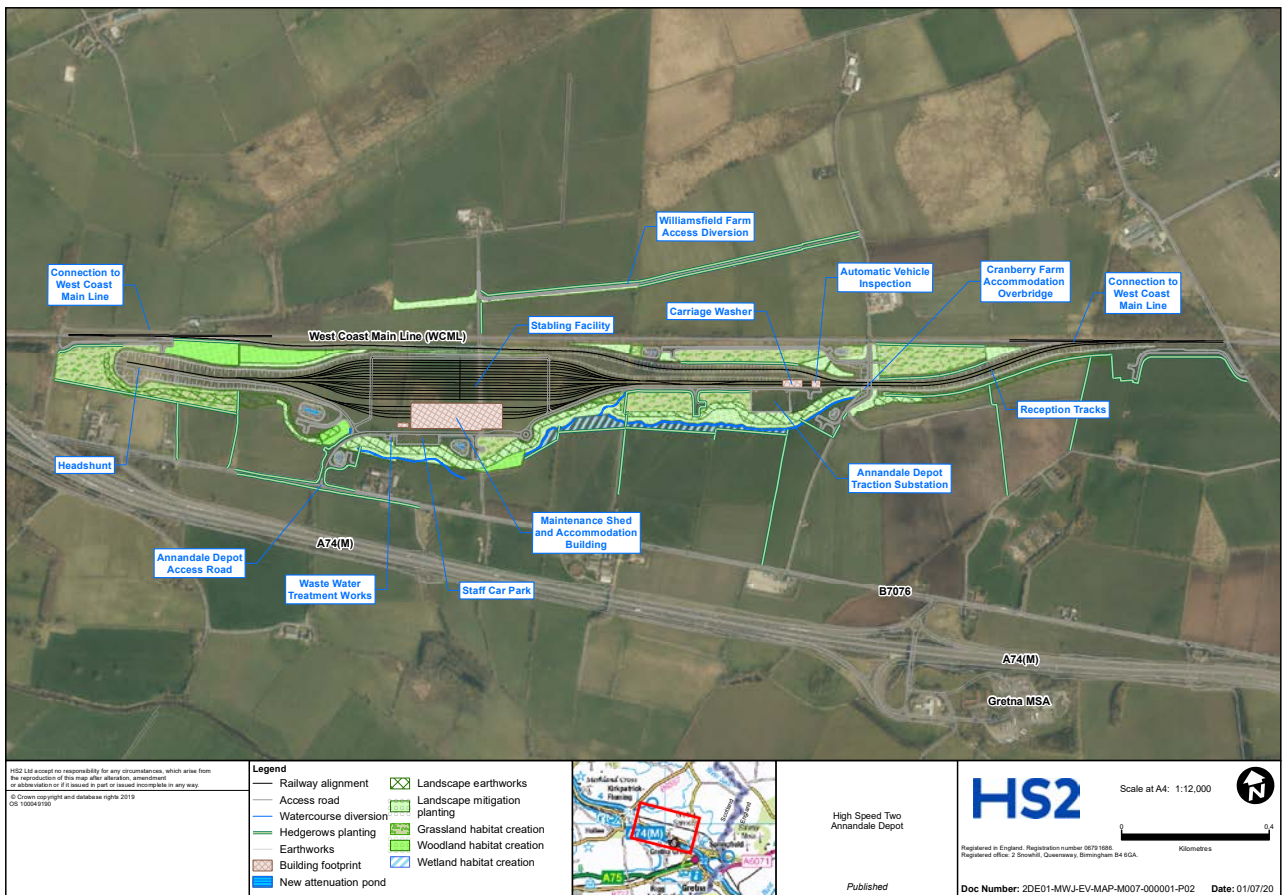 Williamsfield Farm
Access Diversion
Connection to
West Coast
Main Line
Automatic Vehicle
Inspection
Cranberry Farm
Accommodation
Overbridge
Connection to
West Coast
Main Line
Carriage Washer
Stabling Facility
West Coast Main Line (WCML)
Reception Tracks
Headshunt
Annandale Depot
Traction Substation
Maintenance Shed
and Accommodation
Building
A74(M)
Annandale Depot
Access Road
Waste Water
Treatment Works
Staff Car Park
B7076
A74(M)
Gretna MSA
HS2 Ltd accept no responsibility for any circumstances, which arise from
the reproduction of this map after alteration, amendment
or abbreviation or if it issued in part or issued incomplete in any way.
© Crown copyright and database rights 2019
OS 100049190
Legend
Railway alignment
Access road
Watercourse diversion
Hedgerows planting
Earthworks
Building footprint
New attenuation pond
Landscape earthworks
Landscape mitigation
planting
Grassland habitat creation
Woodland habitat creation
Wetland habitat creation
Kirkpatrick-
Fleming
Hollee
A74(M)
Scotland
England
Springfield
A6071
A75
Rigg
Gretna
High Speed Two
Annandale Depot
Published
HS2
Scale at A4: 1:12,000
N
0 0.4
Kilometres
Registered in England. Registration number 06791686.
Registered office: 2 Snowhill, Queensway, Birmingham B4 6GA.
Doc Number: 2DE01-MWJ-EV-MAP-M007-000001-P02 Date: 01/07/20